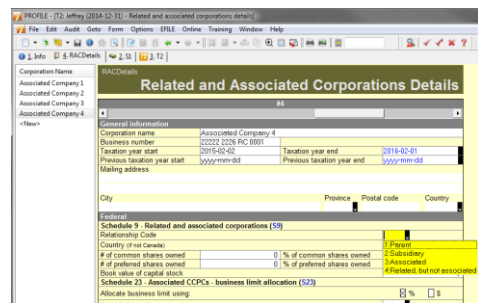 PROFILE - [T2: Jeffrey (2014-12-31) - Related and associated corporations details]
File Edit Audit Goto Form Options EFILE Online Training Window Help
1. Info 4. RACDetails 2. S1 3. T2
Corporation Name
Associated Company 1
Associated Company 2
Associated Company 3
Associated Company 4
<New>
RACDetails
Related and Associated Corporations Details
#4
General information
Corporation name Associated Company 4
Business number 22222 2226 RC 0001
Taxation year start 2015-02-02 Taxation year end 2016-02-01
Previous taxation year start yyyy-mm-dd Previous taxation year end yyyy-mm-dd
Mailing address
City Province Postal code Country
Federal
Schedule 9 - Related and associated corporations (S9)
Relationship Code
1:Parent
2:Subsidiary
3:Associated
4:Related, but not associated
Country (if not Canada)
# of common shares owned 0 % of common shares owned
# of preferred shares owned 0 % of preferred shares owned
Book value of capital stock
Schedule 23 - Associated CCPCs - business limit allocation (S23)
Allocate business limit using: X % $